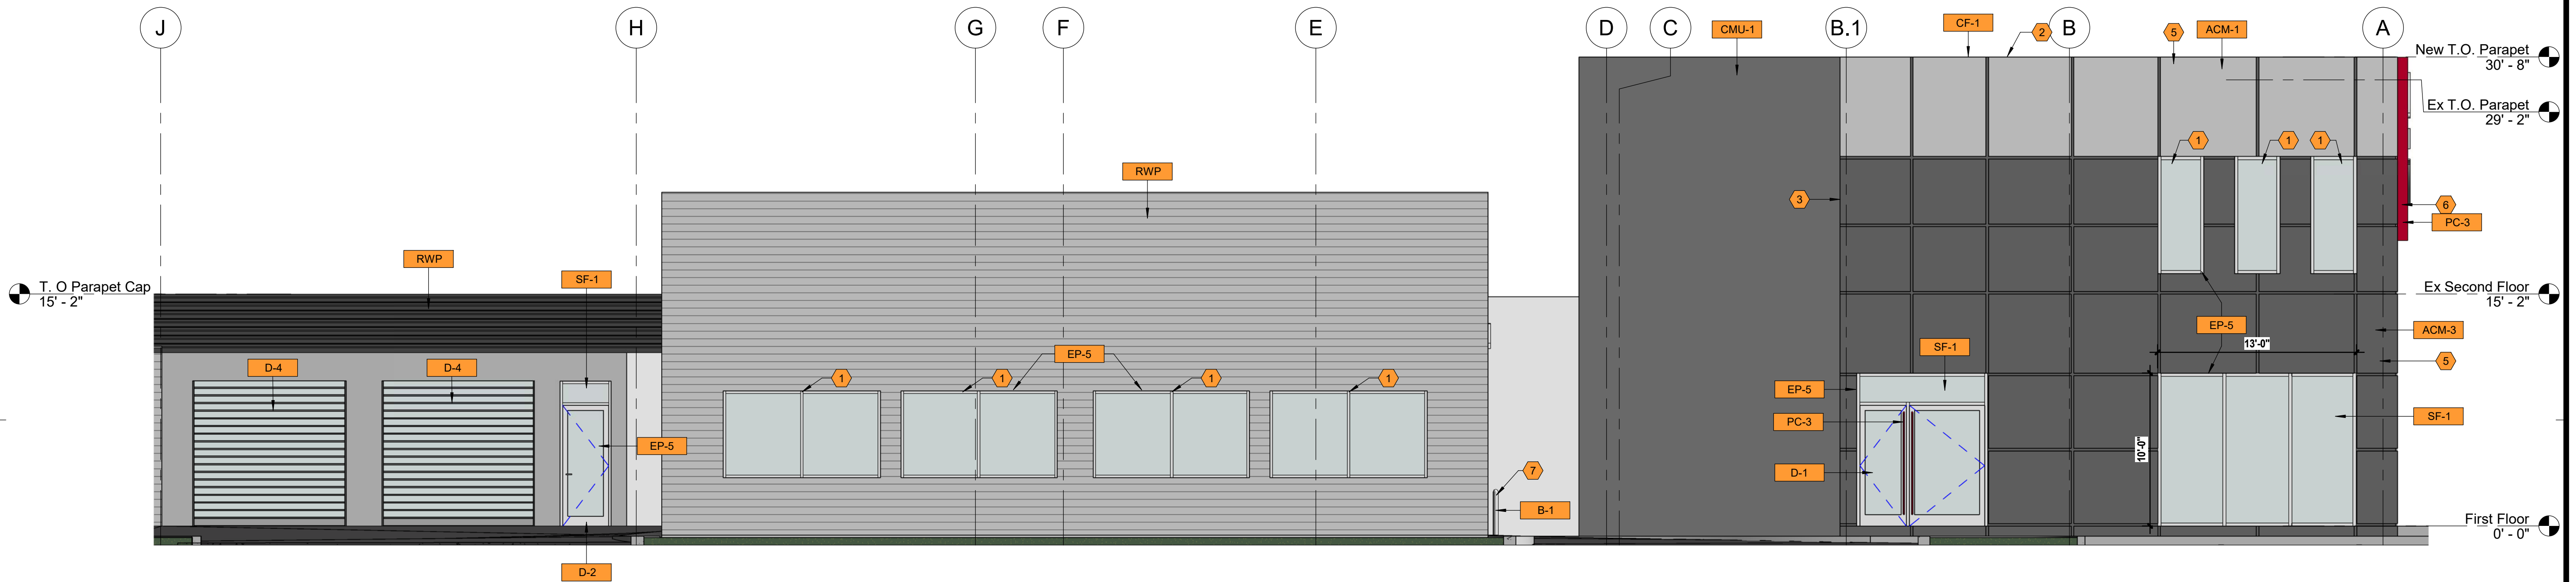 J
H
G
F
E
D
C
B.1
B
A
CMU-1
CF-1
2
5
ACM-1
New T.O. Parapet
30' - 8"
Ex T.O. Parapet
29' - 2"
1
1
1
RWP
3
6
PC-3
RWP
SF-1
T. O Parapet Cap
15' - 2"
Ex Second Floor
15' - 2"
EP-5
ACM-3
13'-0"
SF-1
EP-5
5
D-4
D-4
1
1
1
1
EP-5
PC-3
SF-1
EP-5
10'-0"
D-1
7
B-1
First Floor
0' - 0"
D-2